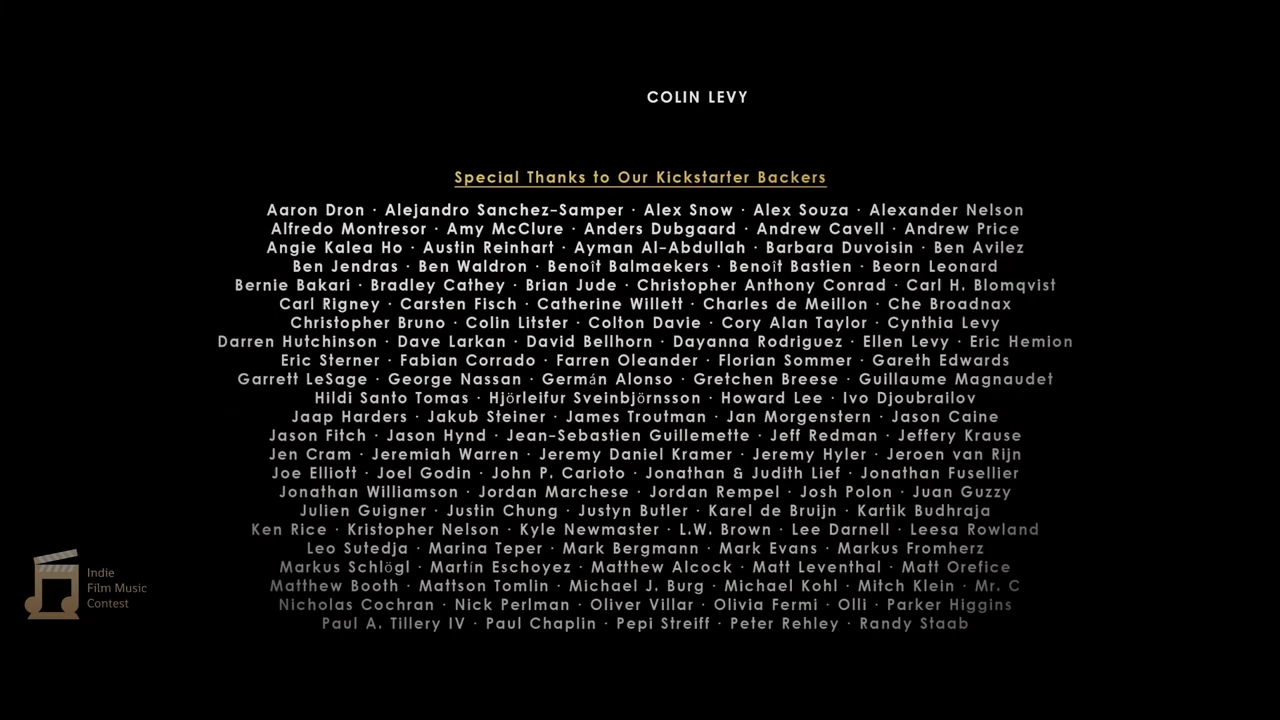 COLIN LEVY
Special Thanks to Our Kickstarter Backers
Aaron Dron · Alejandro Sanchez-Samper · Alex Snow · Alex Souza · Alexander Nelson
Alfredo Montresor · Amy McClure · Anders Dubgaard · Andrew Cavell · Andrew Price
Angie Kalea Ho · Austin Reinhart · Ayman Al-Abdullah · Barbara Duvoisin · Ben Avilez
Ben Jendras · Ben Waldron · Benoît Balmaekers · Benoît Bastien · Beorn Leonard
Bernie Bakari · Bradley Cathey · Brian Jude · Christopher Anthony Conrad · Carl H. Blomqvist
Carl Rigney · Carsten Fisch · Catherine Willett · Charles de Meillon · Che Broadnax
Christopher Bruno · Colin Litster · Colton Davie · Cory Alan Taylor · Cynthia Levy
Darren Hutchinson · Dave Larkan · David Bellhorn · Dayanna Rodriguez · Ellen Levy · Eric Hemion
Eric Sterner · Fabian Corrado · Farren Oleander · Florian Sommer · Gareth Edwards
Garrett LeSage · George Nassan · Germán Alonso · Gretchen Breese · Guillaume Magnaudet
Hildi Santo Tomas · Hjörleifur Sveinbjörnsson · Howard Lee · Ivo Djoubrailov
Jaap Harders · Jakub Steiner · James Troutman · Jan Morgenstern · Jason Caine
Jason Fitch · Jason Hynd · Jean-Sebastien Guillemette · Jeff Redman · Jeffery Krause
Jen Cram · Jeremiah Warren · Jeremy Daniel Kramer · Jeremy Hyler · Jeroen van Rijn
Joe Elliott · Joel Godin · John P. Carioto · Jonathan & Judith Lief · Jonathan Fusellier
Jonathan Williamson · Jordan Marchese · Jordan Rempel · Josh Polon · Juan Guzzy
Julien Guigner · Justin Chung · Justyn Butler · Karel de Bruijn · Kartik Budhraja
Ken Rice · Kristopher Nelson · Kyle Newmaster · L.W. Brown · Lee Darnell · Leesa Rowland
Leo Sutedja · Marina Teper · Mark Bergmann · Mark Evans · Markus Fromherz
Markus Schlögl · Martín Eschoyez · Matthew Alcock · Matt Leventhal · Matt Orefice
Matthew Booth · Mattson Tomlin · Michael J. Burg · Michael Kohl · Mitch Klein · Mr. C
Nicholas Cochran · Nick Perlman · Oliver Villar · Olivia Fermi · Olli · Parker Higgins
Paul A. Tillery IV · Paul Chaplin · Pepi Streiff · Peter Rehley · Randy Staab
Indie
Film Music
Contest